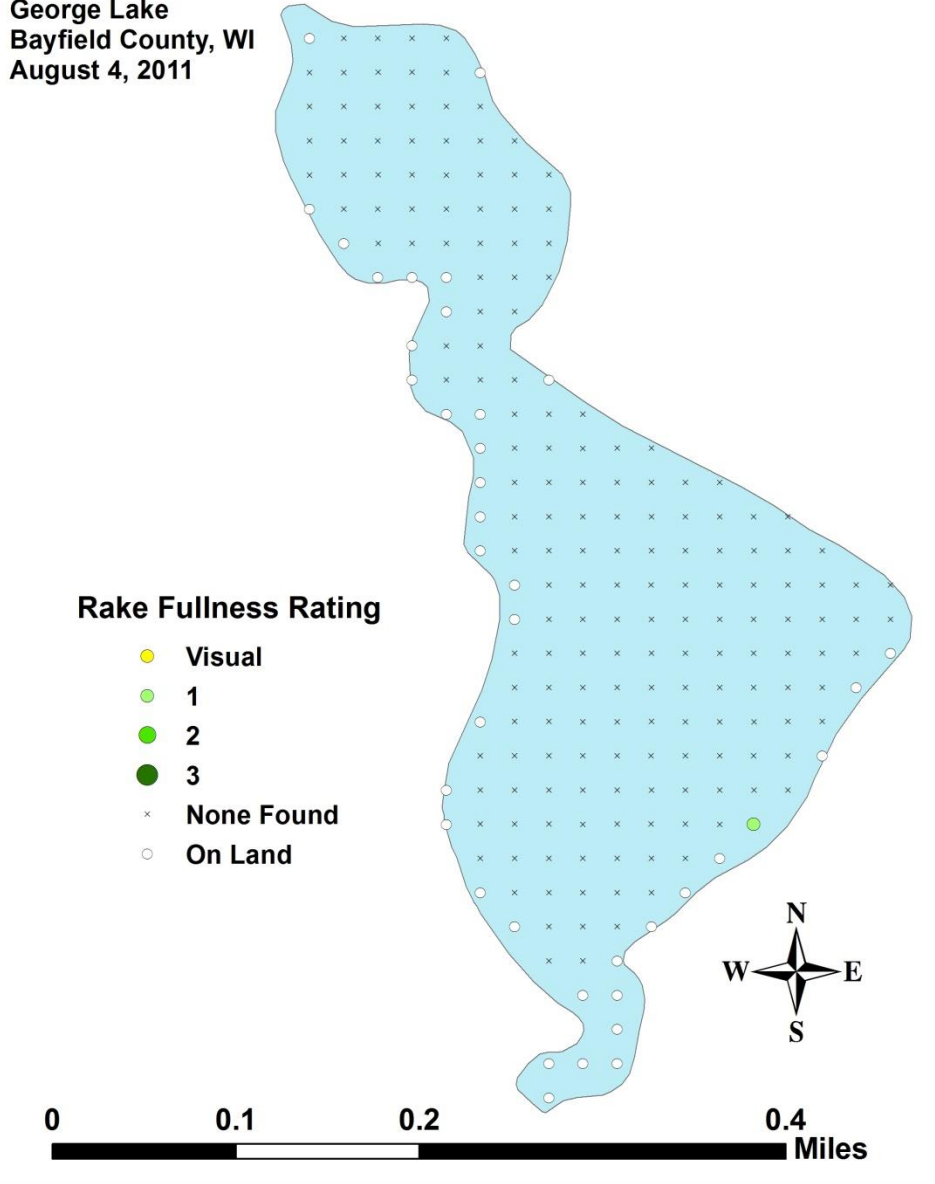 George Lake
Bayfield County, WI
August 4, 2011
Rake Fullness Rating
Visual
1
2
3
None Found
On Land
N
W E
S
0 0.1 0.2 0.4
Miles